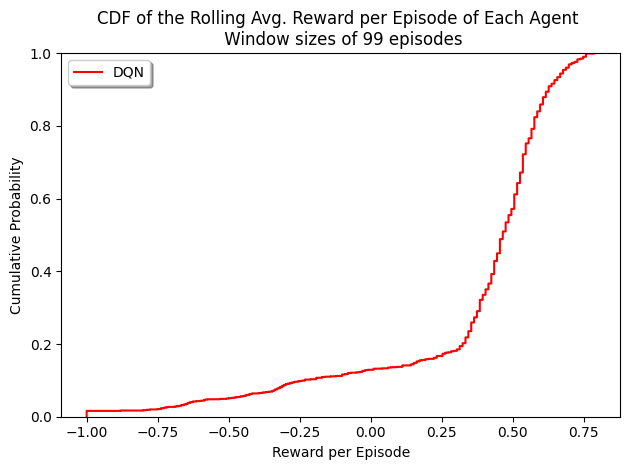 CDF of the Rolling Avg. Reward per Episode of Each Agent
Window sizes of 99 episodes
DQN
Cumulative Probability
1.0
0.8
0.6
0.4
0.2
0.0
−1.00 −0.75 −0.50 −0.25 0.00 0.25 0.50 0.75
Reward per Episode